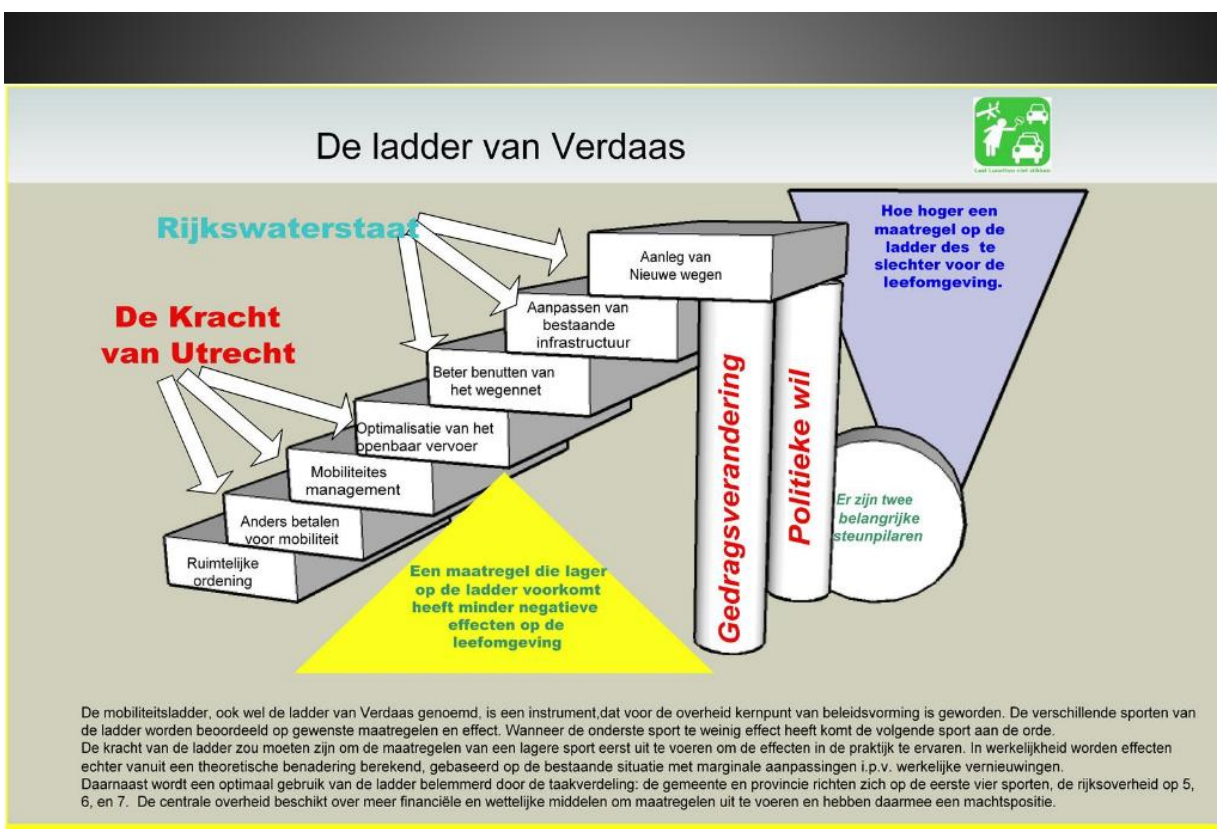 De ladder van Verdaas
Laat Lunetten niet stikken
Rijkswaterstaat
De Kracht
van Utrecht
Aanleg van
Nieuwe wegen
Aanpassen van
bestaande
infrastructuur
Beter benutten van
het wegennet
Optimalisatie van het
openbaar vervoer
Mobiliteites
management
Anders betalen
voor mobiliteit
Ruimtelijke
ordening
Hoe hoger een
maatregel op de
ladder des te
slechter voor de
leefomgeving.
Gedragsverandering
Politieke wil
Er zijn twee
belangrijke
steunpilaren
Een maatregel die lager
op de ladder voorkomt
heeft minder negatieve
effecten op de
leefomgeving
De mobiliteitsladder, ook wel de ladder van Verdaas genoemd, is een instrument,dat voor de overheid kernpunt van beleidsvorming is geworden. De verschillende sporten van
de ladder worden beoordeeld op gewenste maatregelen en effect. Wanneer de onderste sport te weinig effect heeft komt de volgende sport aan de orde.
De kracht van de ladder zou moeten zijn om de maatregelen van een lagere sport eerst uit te voeren om de effecten in de praktijk te ervaren. In werkelijkheid worden effecten
echter vanuit een theoretische benadering berekend, gebaseerd op de bestaande situatie met marginale aanpassingen i.p.v. werkelijke vernieuwingen.
Daarnaast wordt een optimaal gebruik van de ladder belemmerd door de taakverdeling: de gemeente en provincie richten zich op de eerste vier sporten, de rijksoverheid op 5,
6, en 7. De centrale overheid beschikt over meer financiële en wettelijke middelen om maatregelen uit te voeren en hebben daarmee een machtspositie.